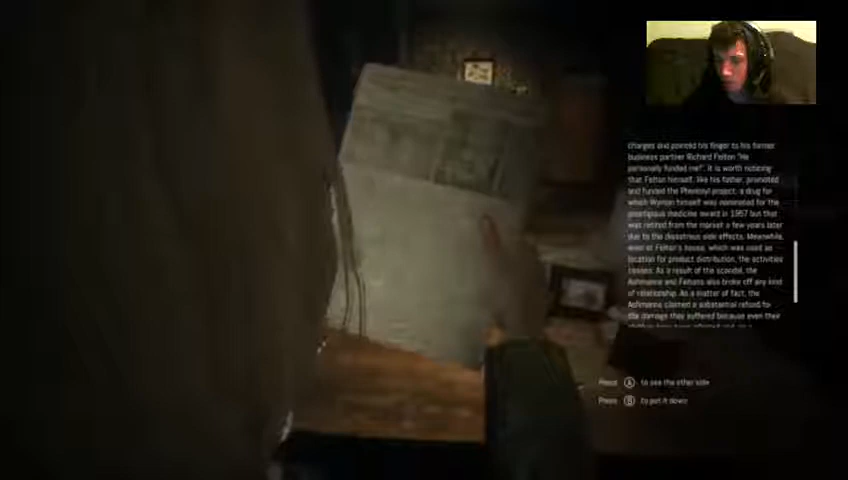 charges and pointed his finger to his former
business partner Richard Felton "He
personally funded me!". It is worth noticing
that Felton himself, like his father, promoted
and funded the Phenoxyl project, a drug for
which Wyman himself was nominated for the
prestigious medicine award in 1957 but that
was retired from the market a few years later
due to the disastrous side effects. Meanwhile,
even at Felton's house, which was used as
location for product distribution, the activities
ceased. As a result of the scandal, the
Ashmanns and Feltons also broke off any kind
of relationship. As a matter of fact, the
Ashmanns claimed a substantial refund for
the damage they suffered because even their
Press A to see the other side
Press B to put it down